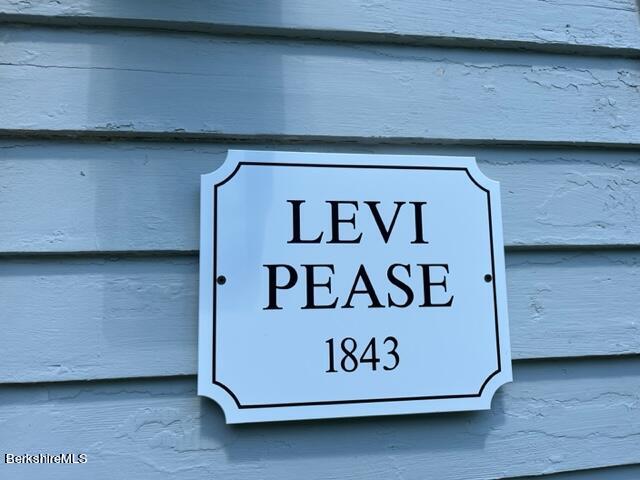 LEVI
PEASE
1843
BerkshireMLS